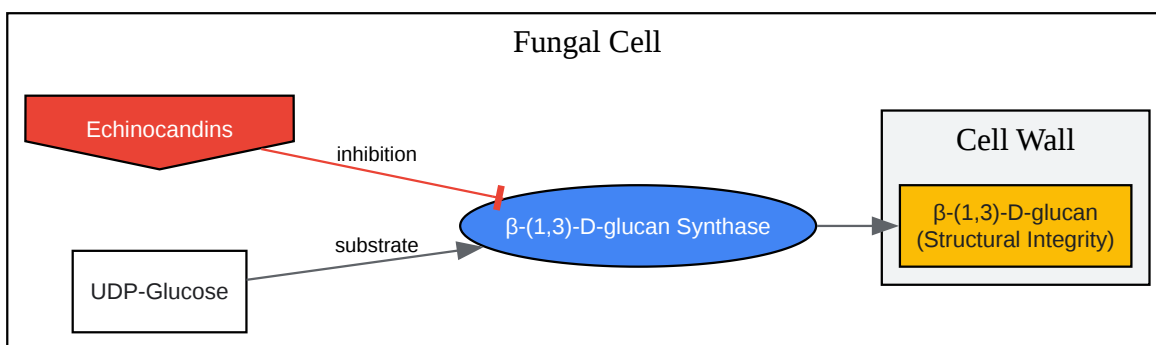 Fungal Cell
Echinocandins
inhibition
Cell Wall
β-(1,3)-D-glucan Synthase
β-(1,3)-D-glucan
(Structural Integrity)
substrate
UDP-Glucose